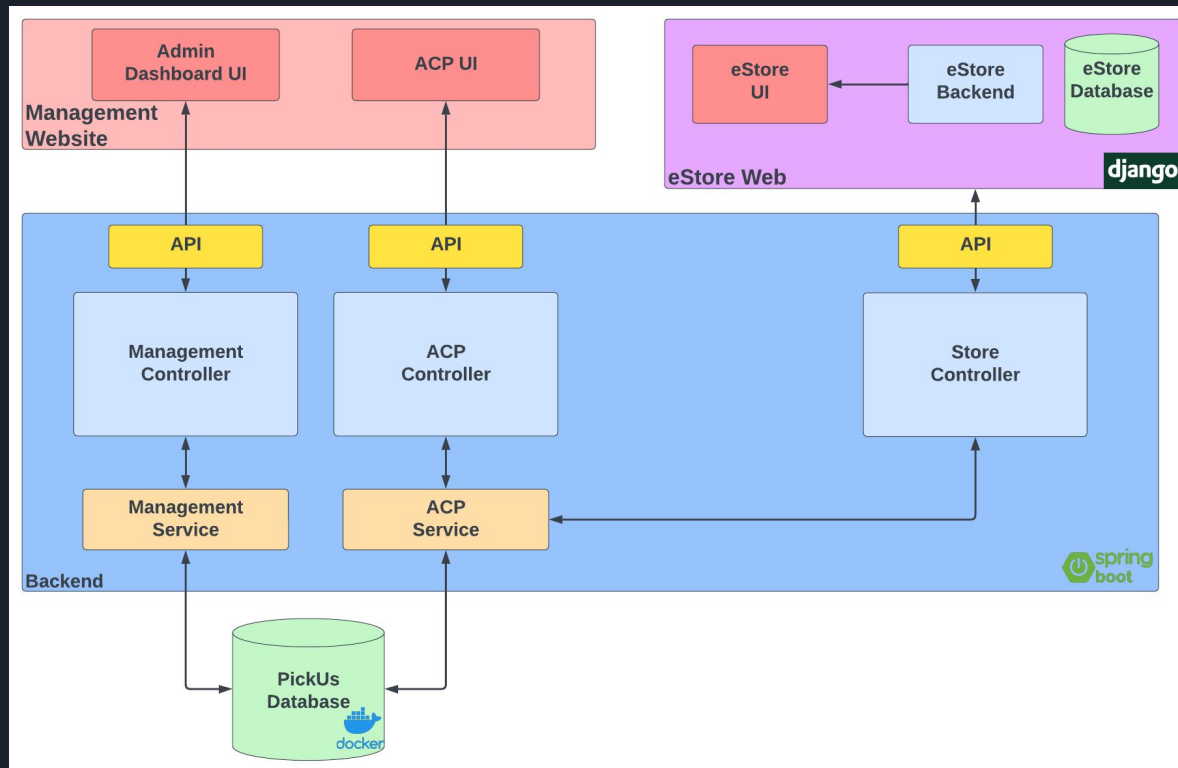 Admin
Dashboard UI
ACP UI
Management
Website
eStore
UI
eStore
Backend
eStore
Database
eStore Web
django
API
API
API
Management
Controller
ACP
Controller
Store
Controller
Management
Service
ACP
Service
Backend
spring
boot
PickUs
Database
docker